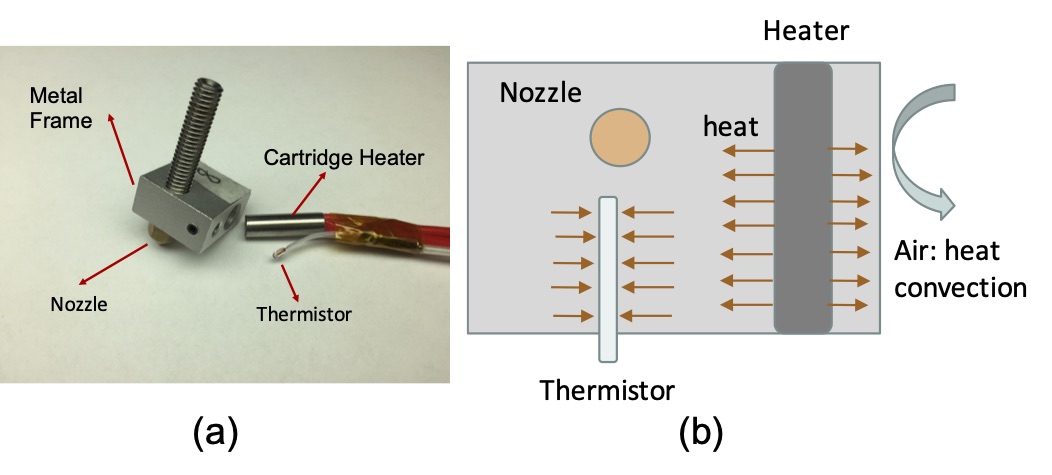 Metal
Frame
Cartridge Heater
Nozzle
Thermistor
(a)
Heater
Nozzle
heat
Air: heat
convection
Thermistor
(b)